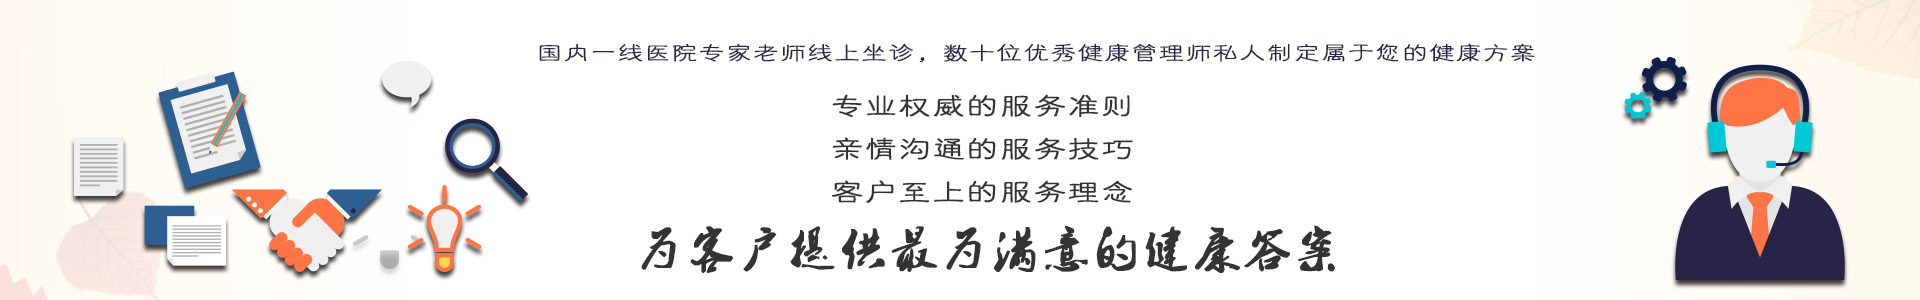 国内一线医院专家老师线上坐诊，数十位优秀健康管理师私人制定属于您的健康方案
专业权威的服务准则
亲情沟通的服务技巧
客户至上的服务理念
为客户提供最为满意的健康答案